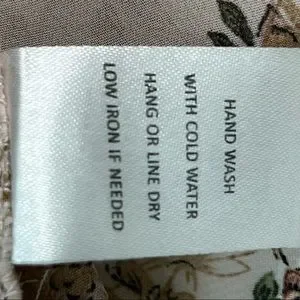 HAND WASH
WITH COLD WATER
HANG OR LINE DRY
LOW IRON IF NEEDED